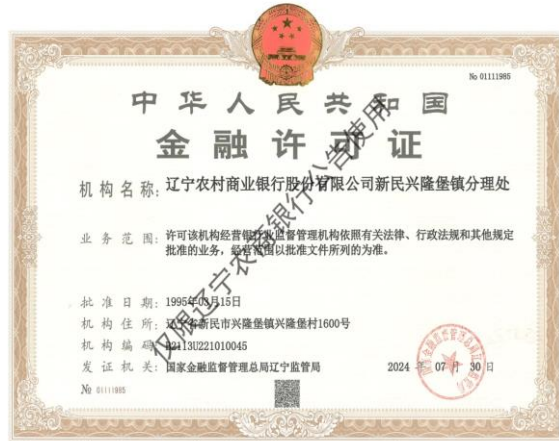 No 01111985
中华人民共和国
金融许可证
机构名称：辽宁农村商业银行股份有限公司新民兴隆堡镇分理处
业务范围：许可该机构经营银行业监督管理机构依照有关法律、行政法规和其他规定
批准的业务，经营范围以批准文件所列的为准。
批准日期：1995年03月15日
机构住所：辽宁省新民市兴隆堡镇兴隆堡村1600号
机构编码：B2113U221010045
发证机关：国家金融监督管理总局辽宁监管局
2024 年 07 月 30 日
No 01111985
仅限辽宁农商银行公告使用